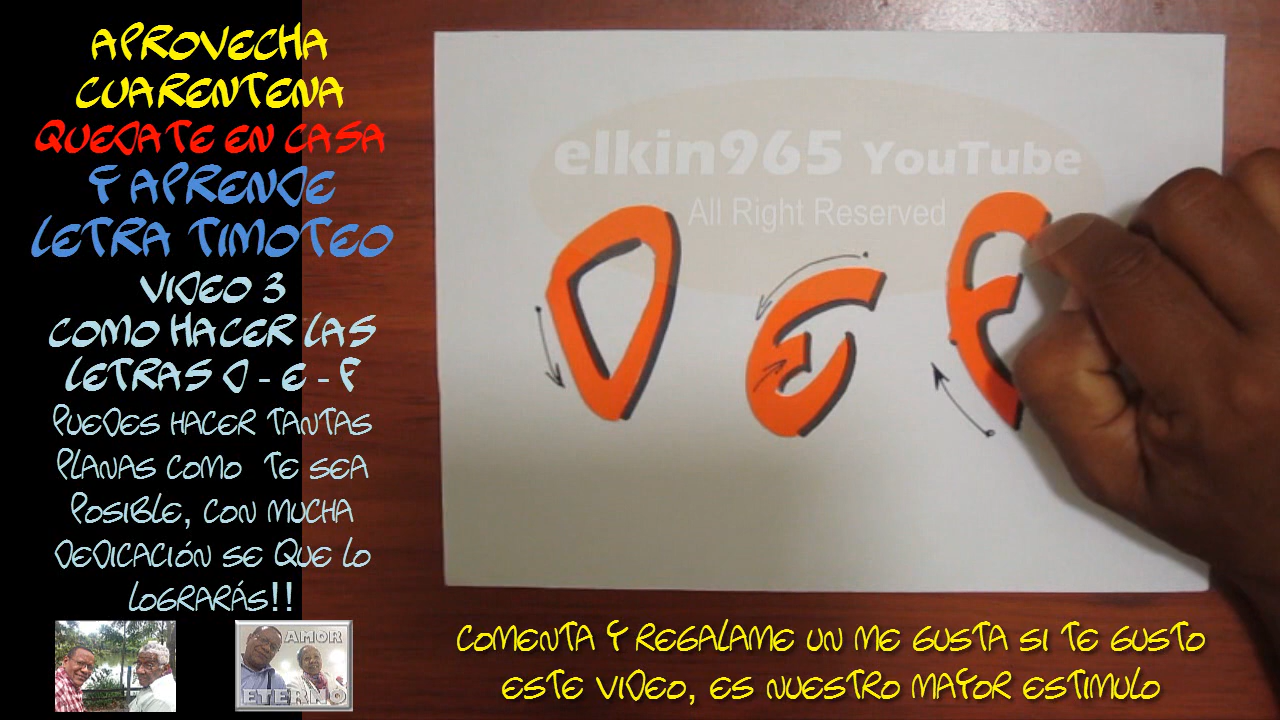 APROVECHA
CUARENTENA
QUEDATE EN CASA
Y APRENDE
LETRA TIMOTEO
VIDEO 3
COMO HACER LAS
LETRAS D - E - F
PUEDES HACER TANTAS
PLANAS COMO TE SEA
POSIBLE, CON MUCHA
DEDICACIÓN SE QUE LO
LOGRARÁS!!
AMOR
ETERNO
elkin965 YouTube
All Right Reserved
D E F
COMENTA Y REGALAME UN ME GUSTA SI TE GUSTO
ESTE VIDEO, ES NUESTRO MAYOR ESTIMULO